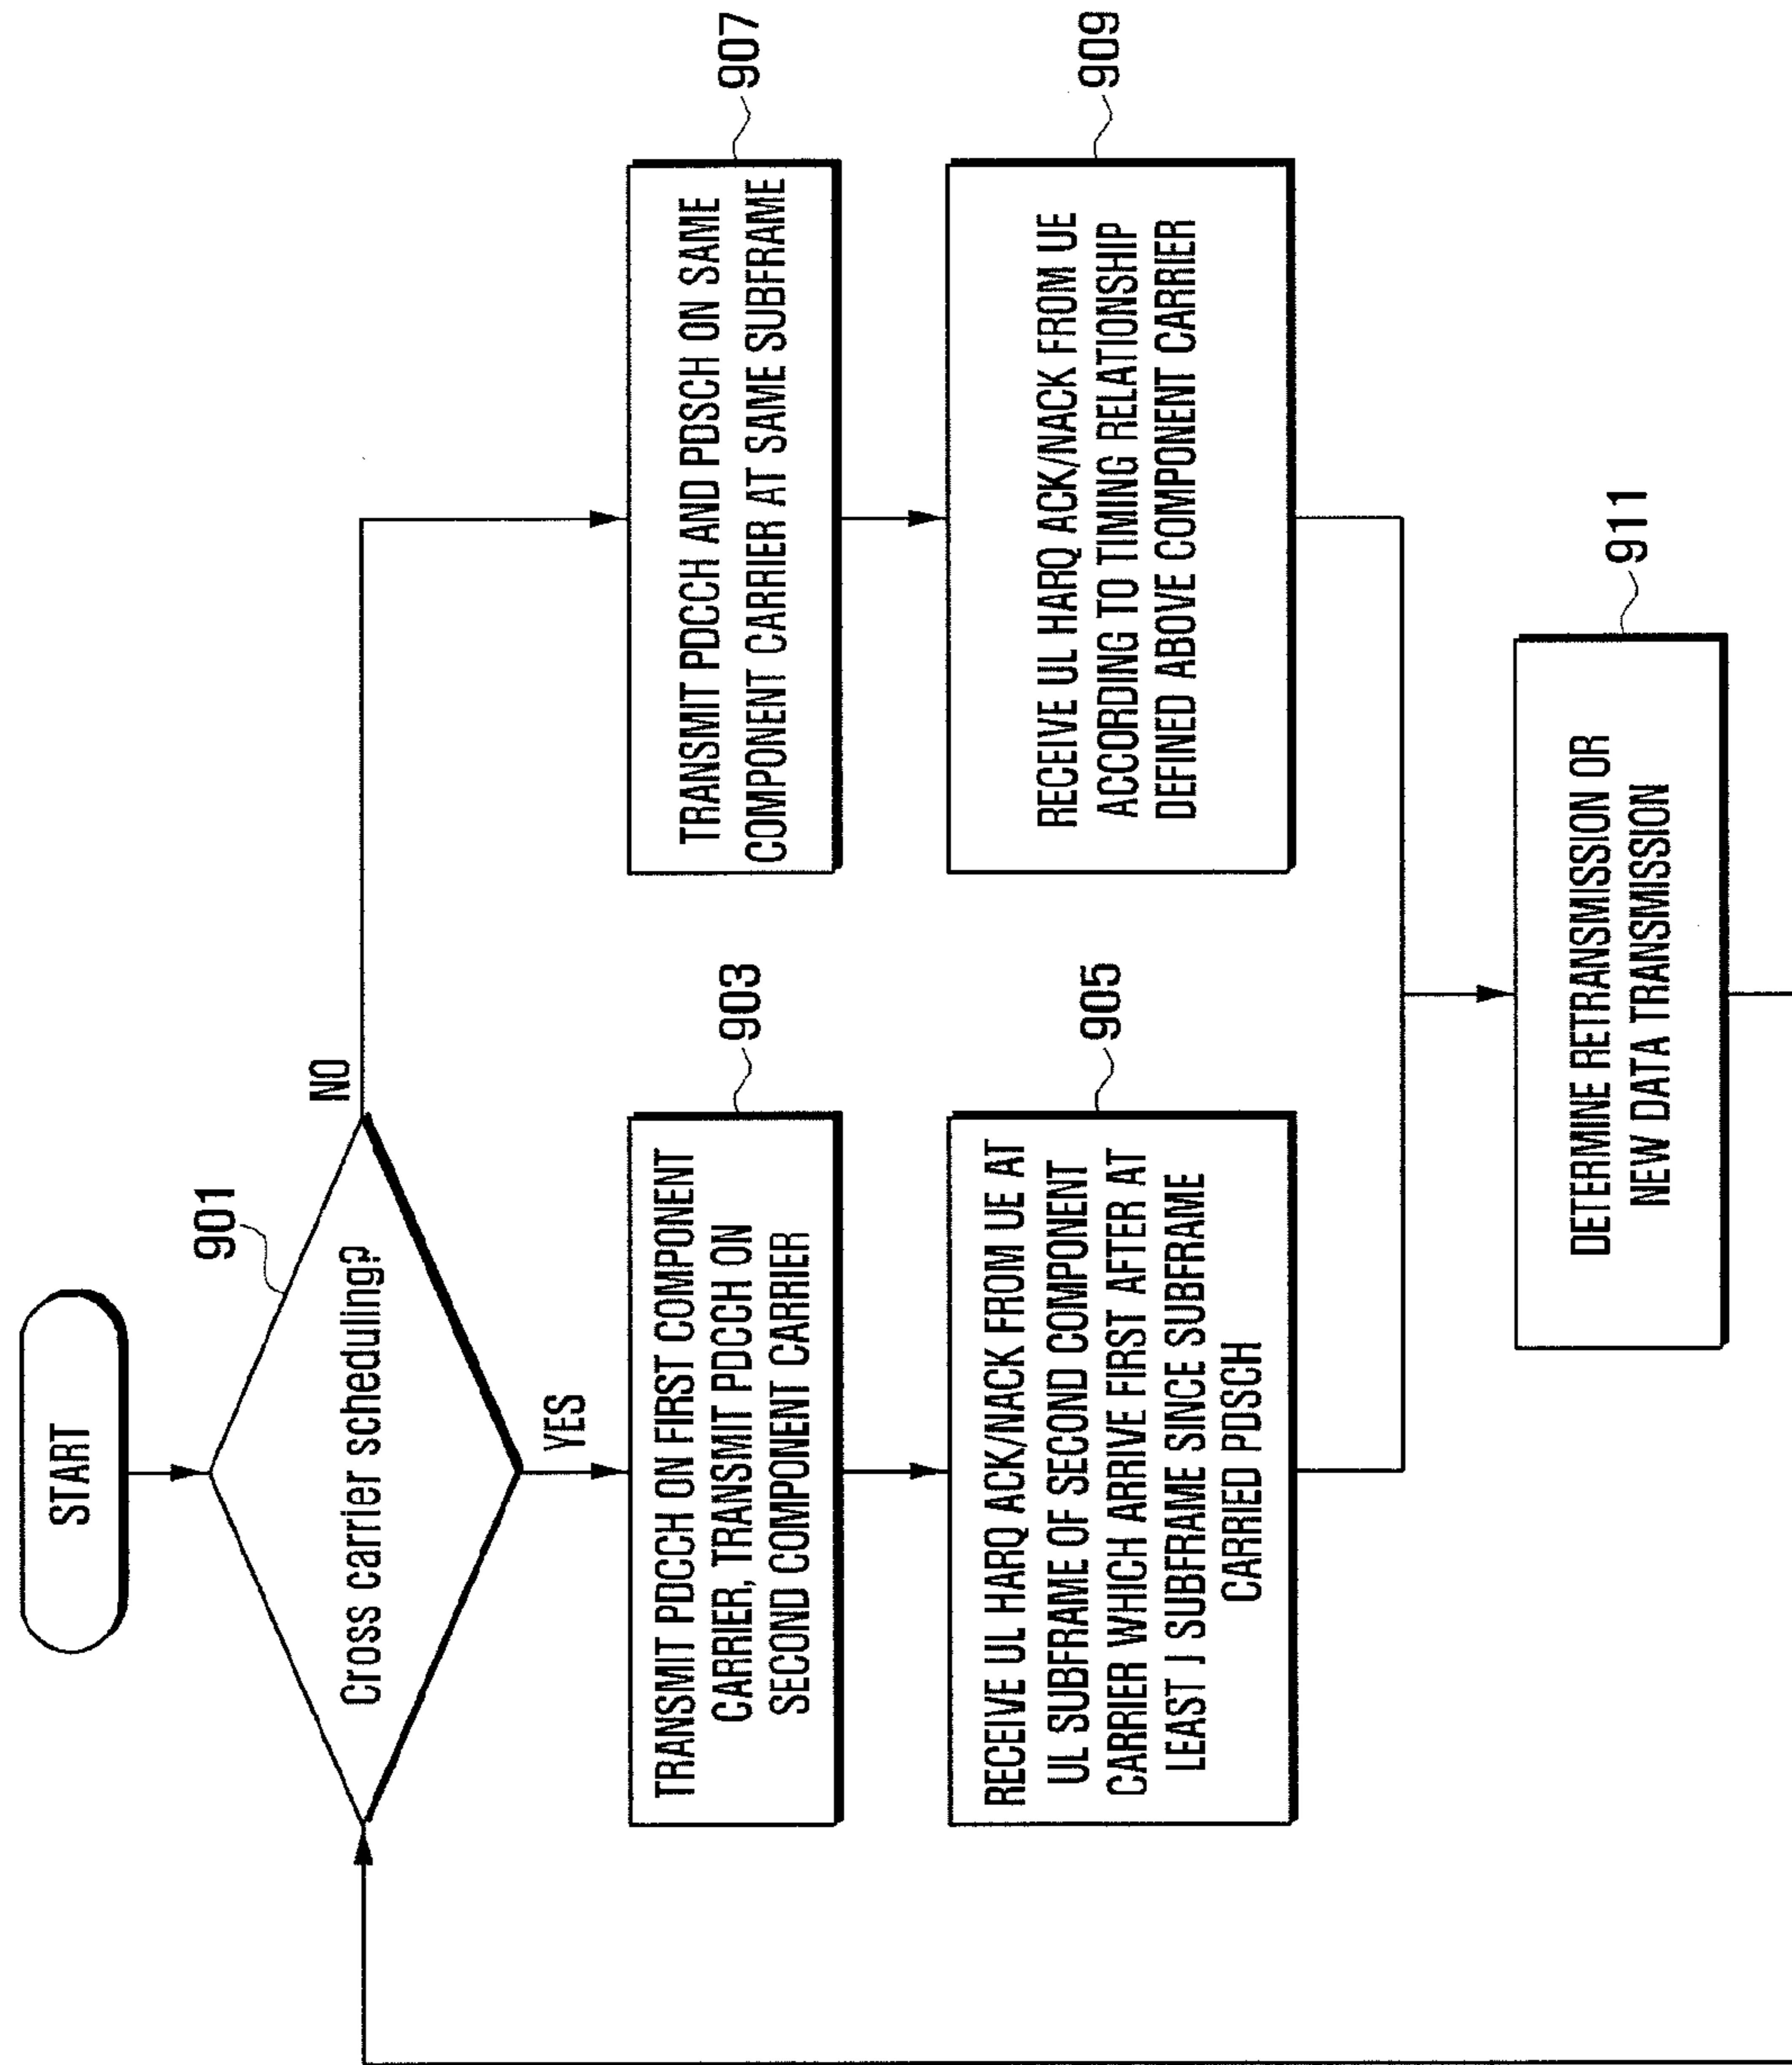 START
901
Cross carrier scheduling?
NO
YES
TRANSMIT PDCCH ON FIRST COMPONENT
CARRIER, TRANSMIT PDCCH ON
SECOND COMPONENT CARRIER
903
RECEIVE UL HARQ ACK/NACK FROM UE AT
UL SUBFRAME OF SECOND COMPONENT
CARRIER WHICH ARRIVE FIRST AFTER AT
LEAST J SUBFRAME SINCE SUBFRAME
CARRIED PDSCH
905
TRANSMIT PDCCH AND PDSCH ON SAME
COMPONENT CARRIER AT SAME SUBFRAME
907
RECEIVE UL HARQ ACK/NACK FROM UE
ACCORDING TO TIMING RELATIONSHIP
DEFINED ABOVE COMPONENT CARRIER
909
DETERMINE RETRANSMISSION OR
NEW DATA TRANSMISSION
911